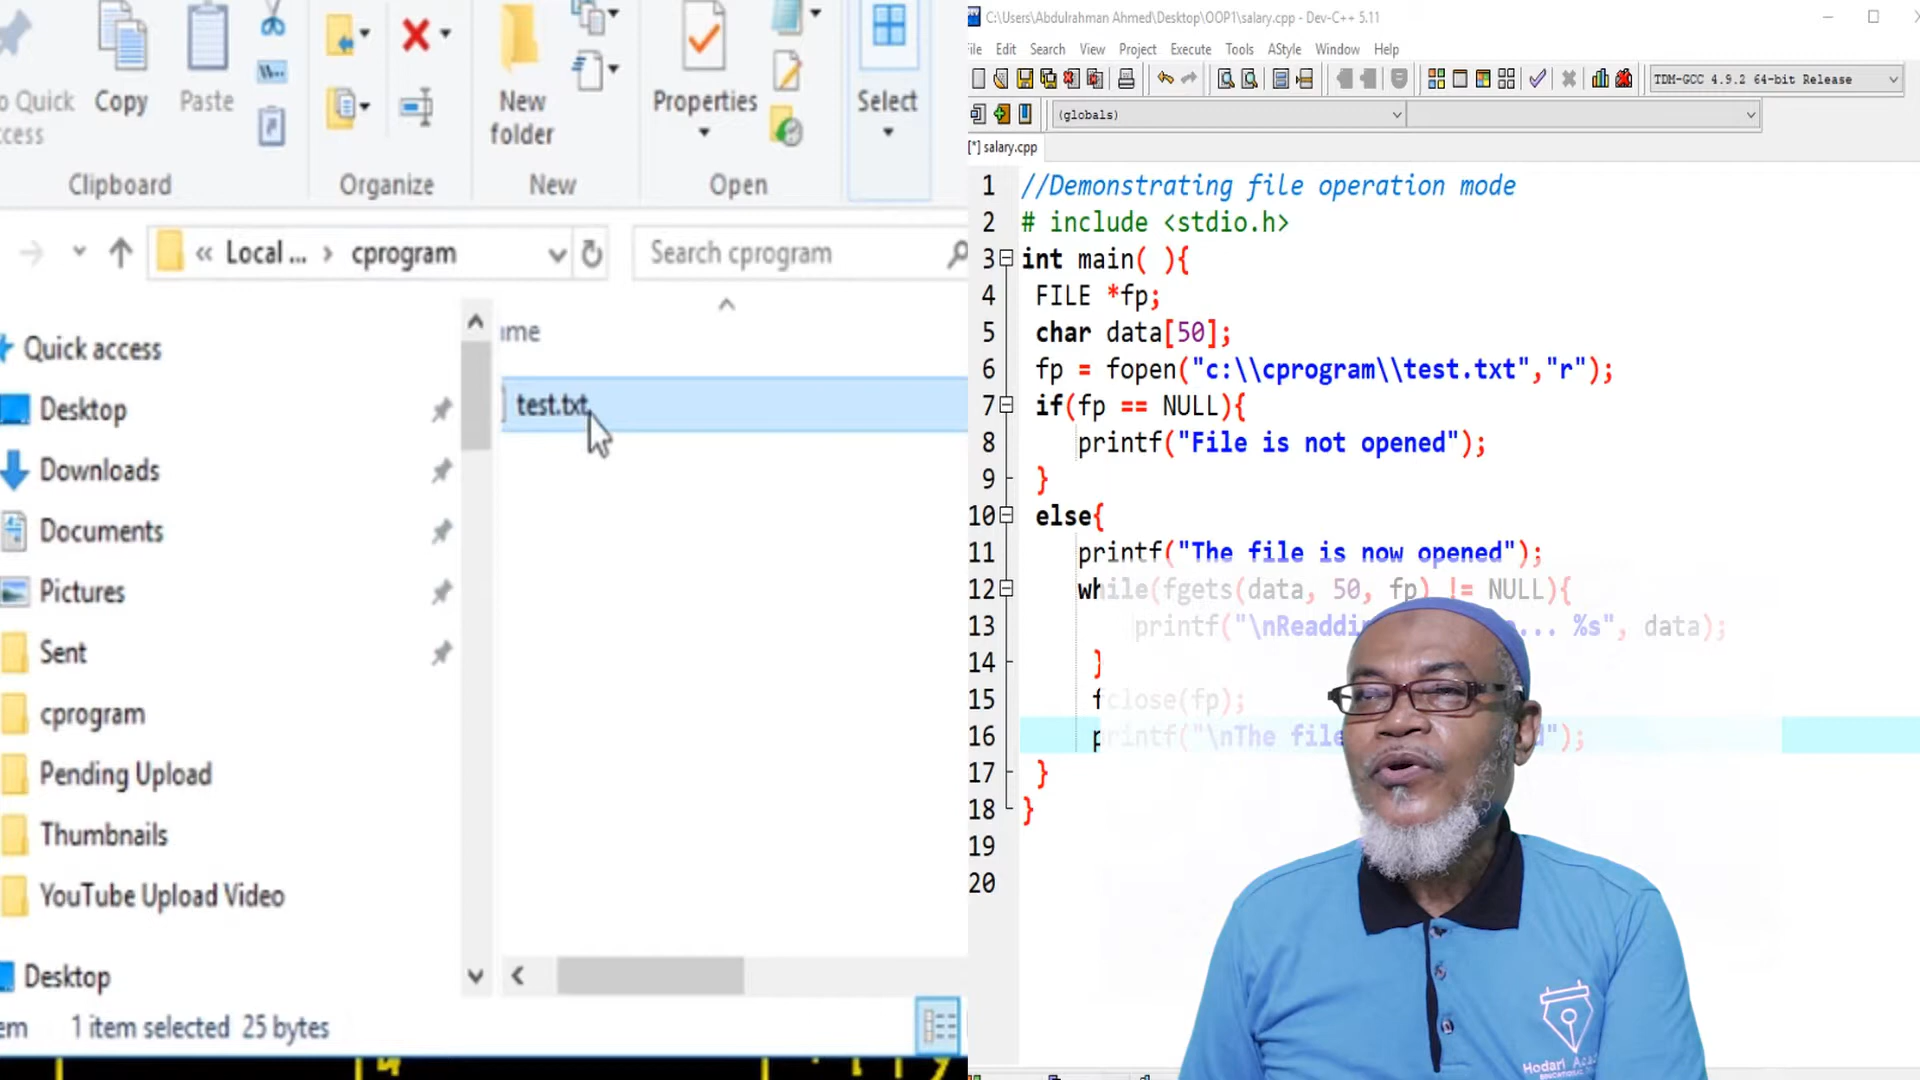 Copy
Paste
New
folder
Properties
Select
Clipboard
Organize
New
Open
« Local ... › cprogram
Search cprogram
Quick access
Desktop
Downloads
Documents
Pictures
Sent
cprogram
Pending Upload
Thumbnails
YouTube Upload Video
Desktop
test.txt
1 item selected 25 bytes
C:\Users\Abdulrahman Ahmed\Desktop\OOP1\salary.cpp - Dev-C++ 5.11
Edit Search View Project Execute Tools AStyle Window Help
TDM-GCC 4.9.2 64-bit Release
(globals)
[*] salary.cpp
1 //Demonstrating file operation mode
2 # include <stdio.h>
3 int main( ){
4 FILE *fp;
5 char data[50];
6 fp = fopen("c:\\cprogram\\test.txt","r");
7 if(fp == NULL){
8 printf("File is not opened");
9 }
10 else{
11 printf("The file is now opened");
12 while(fgets(data, 50, fp) != NULL){
13 printf("\nReaddi ... %s", data);
14 }
15 fclose(fp);
16 printf("\nThe file ");
17 }
18 }
19
20
Hodari